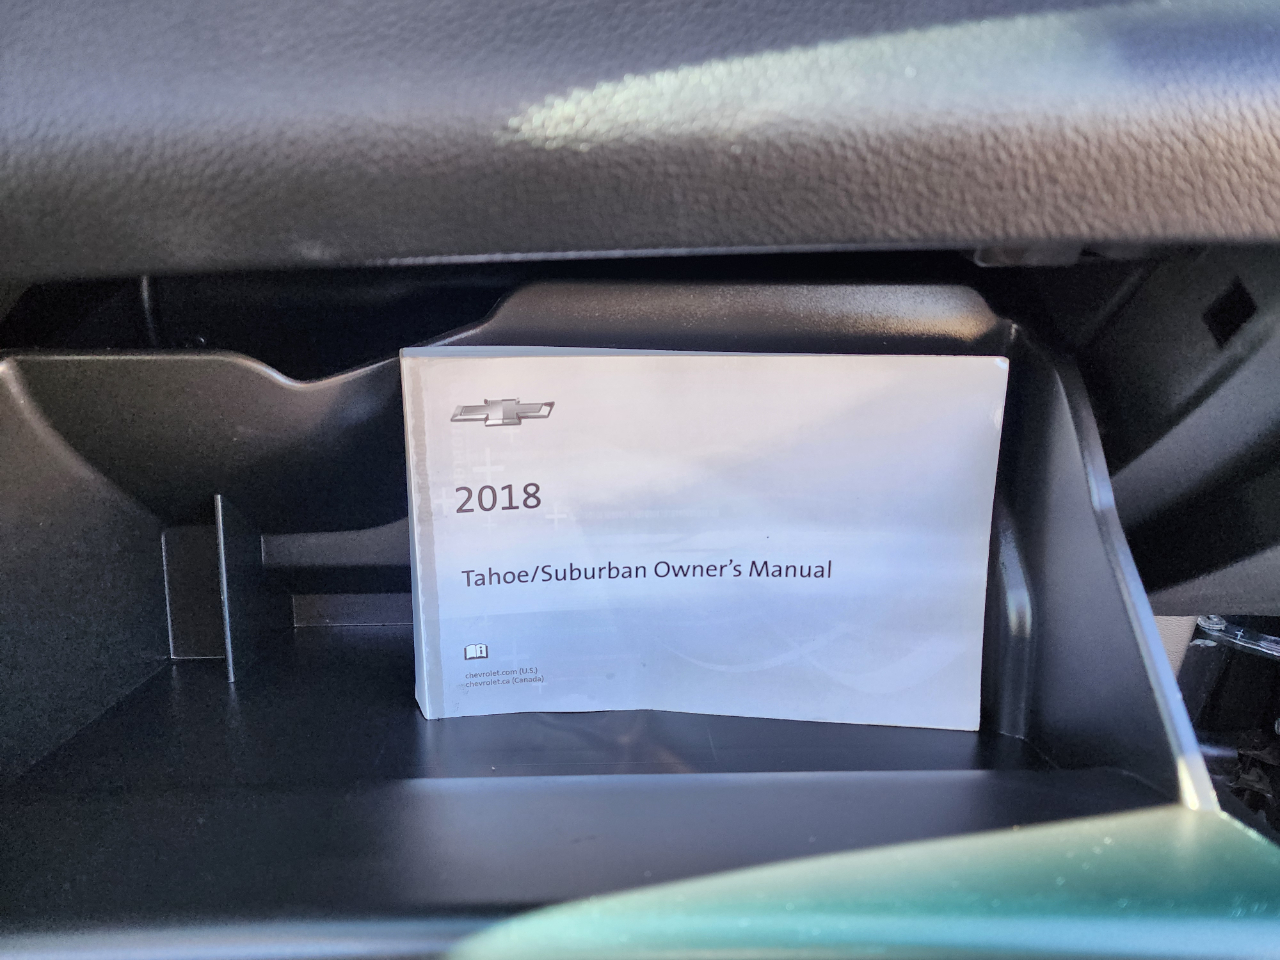 2018
Tahoe/Suburban Owner's Manual
chevrolet.com (U.S.)
chevrolet.ca (Canada)